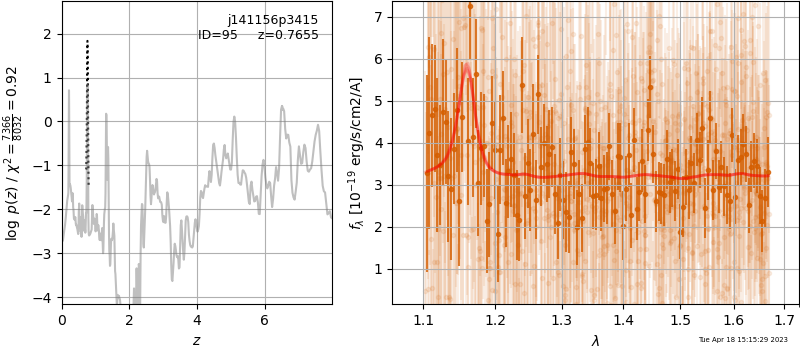 j141156p3415
ID=95 z=0.7655
log p(z) / χ² = 7366/8032 = 0.92
2
1
0
−1
−2
−3
−4
0 2 4 6
z
fλ [10⁻¹⁹ erg/s/cm2/A]
7
6
5
4
3
2
1
1.1 1.2 1.3 1.4 1.5 1.6 1.7
λ
Tue Apr 18 15:15:29 2023